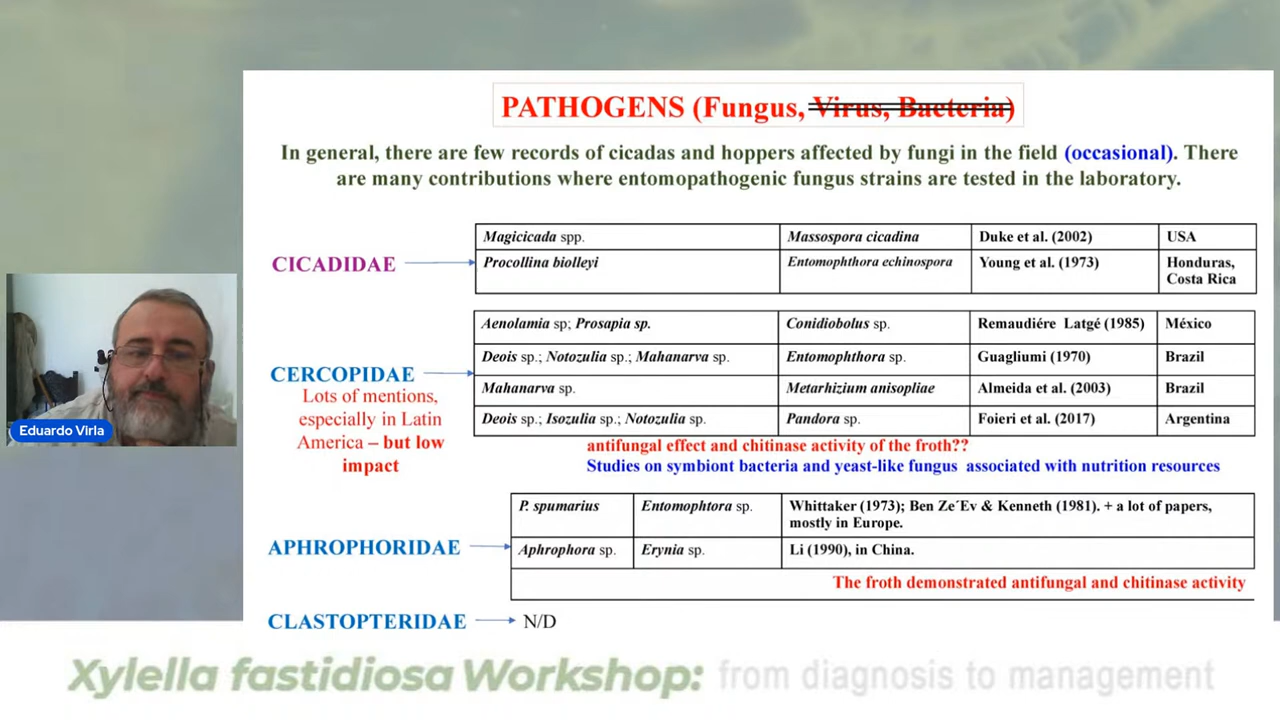 PATHOGENS (Fungus, Virus, Bacteria)
In general, there are few records of cicadas and hoppers affected by fungi in the field (occasional). There
are many contributions where entomopathogenic fungus strains are tested in the laboratory.
CICADIDAE
Magicicada spp. Massospora cicadina Duke et al. (2002) USA
Procollina biolleyi Entomophthora echinospora Young et al. (1973) Honduras,
Costa Rica
CERCOPIDAE
Lots of mentions,
especially in Latin
America – but low
impact
Aenolamia sp; Prosapia sp. Conidiobolus sp. Remaudiére Latgé (1985) México
Deois sp.; Notozulia sp.; Mahanarva sp. Entomophthora sp. Guagliumi (1970) Brazil
Mahanarva sp. Metarhizium anisopliae Almeida et al. (2003) Brazil
Deois sp.; Isozulia sp.; Notozulia sp. Pandora sp. Foieri et al. (2017) Argentina
antifungal effect and chitinase activity of the froth??
Studies on symbiont bacteria and yeast-like fungus associated with nutrition resources
APHROPHORIDAE
P. spumarius Entomophtora sp. Whittaker (1973); Ben Ze´Ev & Kenneth (1981). + a lot of papers,
mostly in Europe.
Aphrophora sp. Erynia sp. Li (1990), in China.
The froth demonstrated antifungal and chitinase activity
CLASTOPTERIDAE N/D
Eduardo Virla
Xylella fastidiosa Workshop: from diagnosis to management